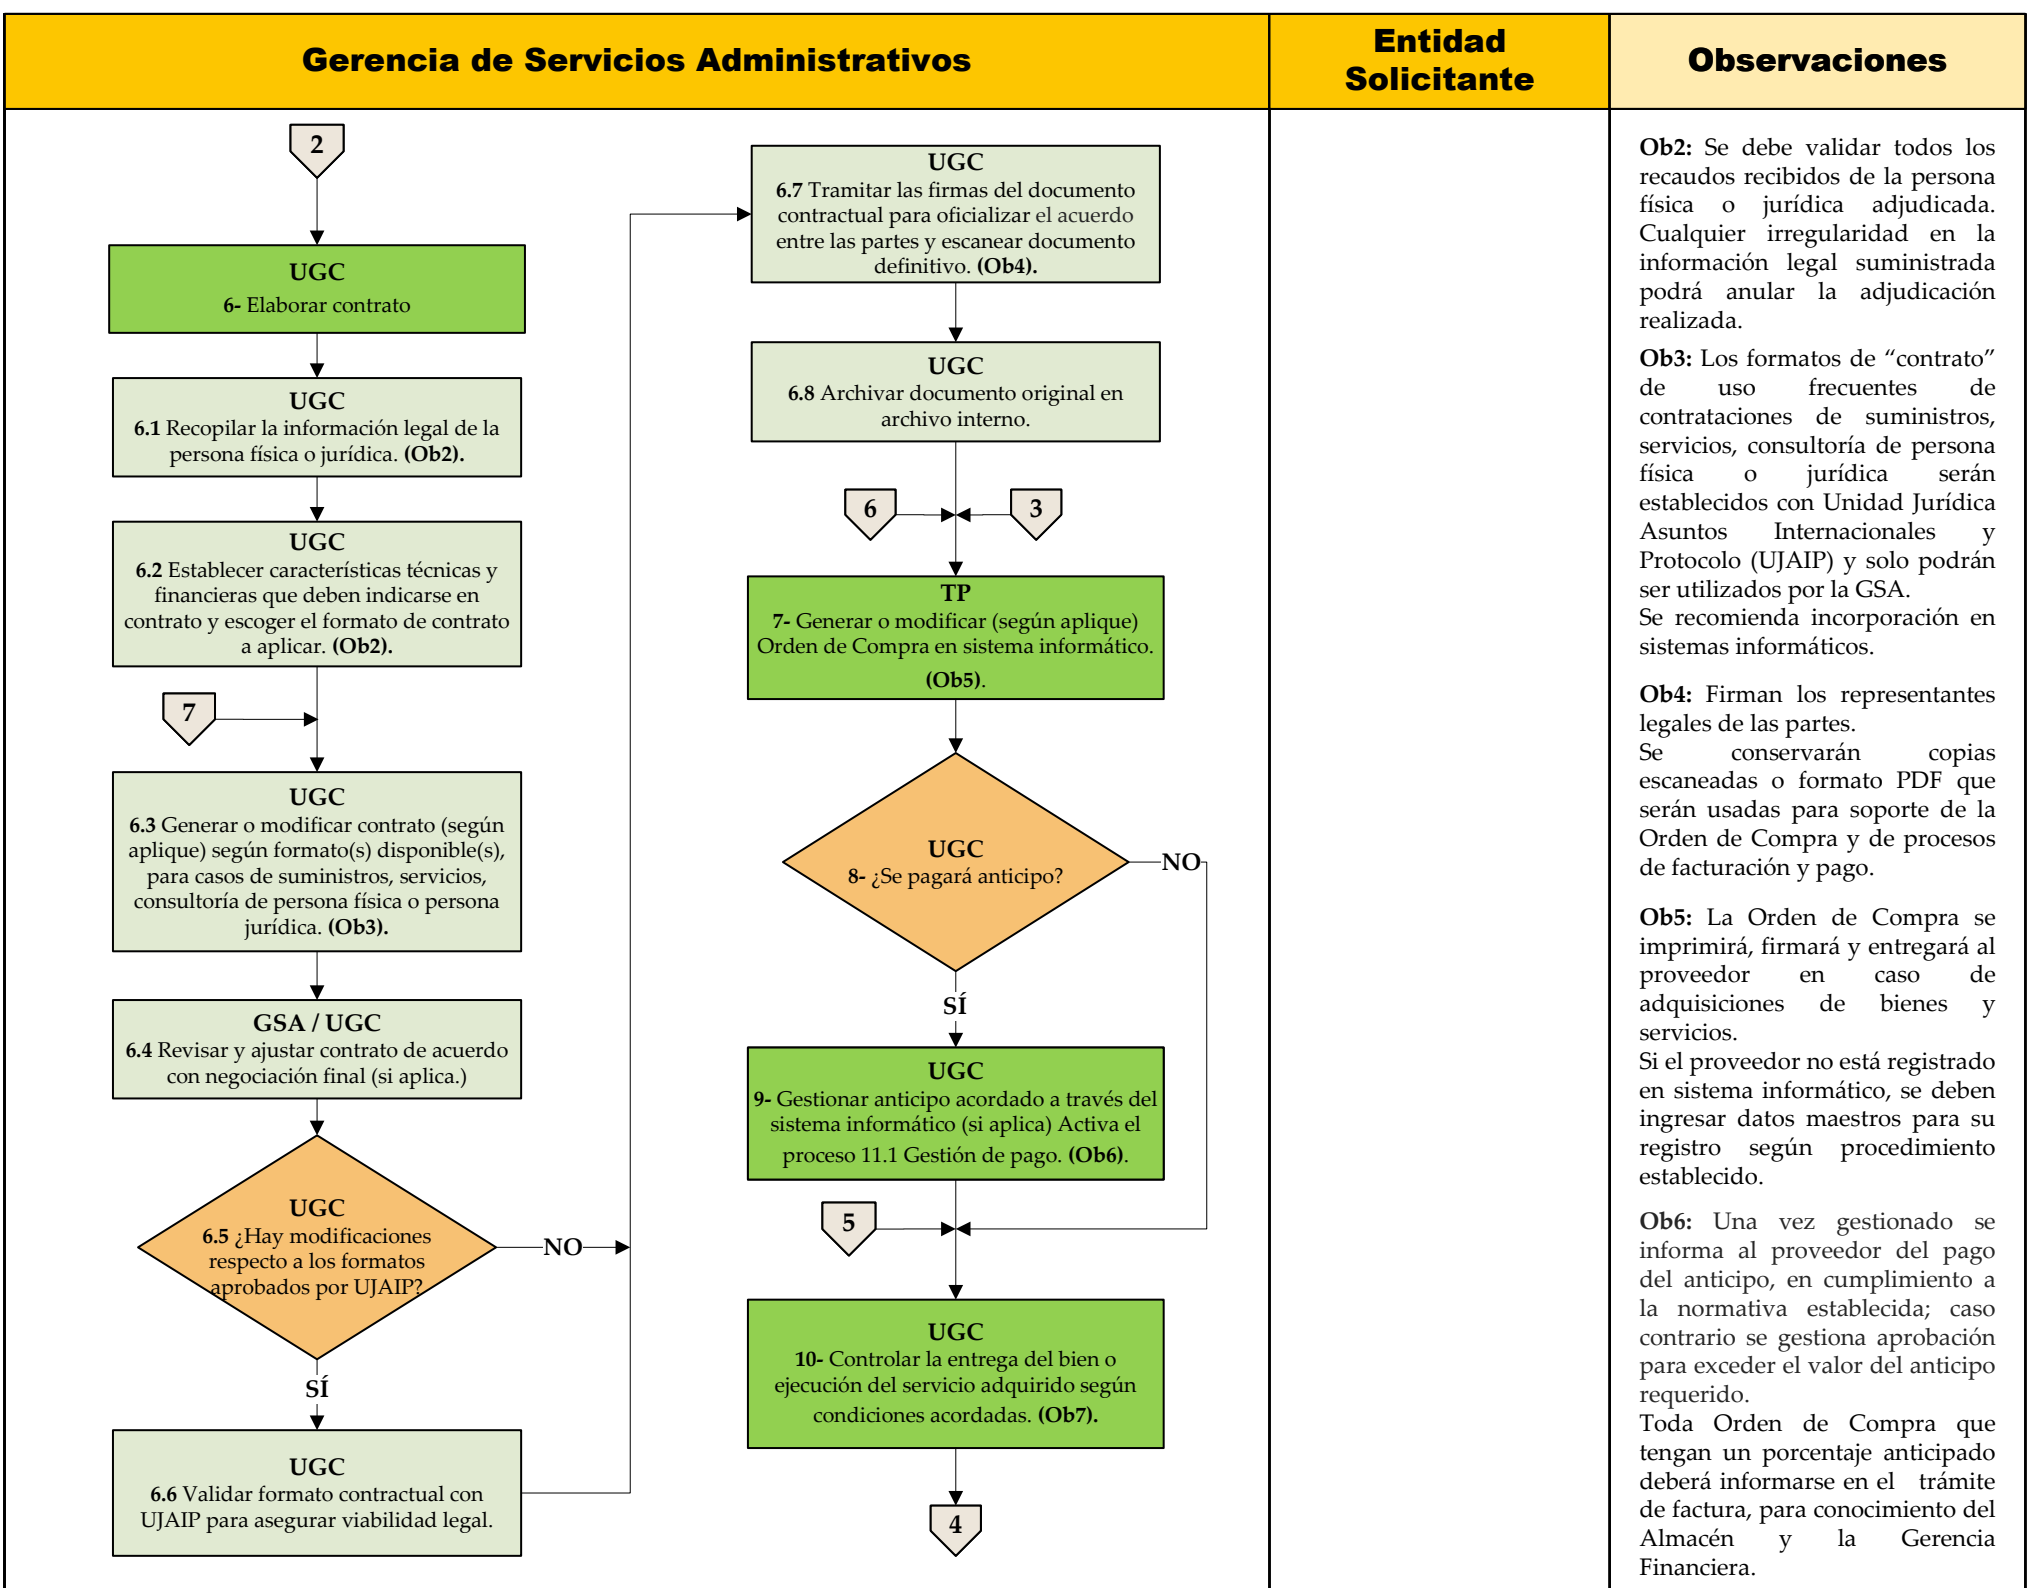 Gerencia de Servicios Administrativos
Entidad
Solicitante
Observaciones
2
UGC
6- Elaborar contrato
UGC
6.1 Recopilar la información legal de la
persona física o jurídica. (Ob2).
UGC
6.2 Establecer características técnicas y
financieras que deben indicarse en
contrato y escoger el formato de contrato
a aplicar. (Ob2).
7
UGC
6.3 Generar o modificar contrato (según
aplique) según formato(s) disponible(s),
para casos de suministros, servicios,
consultoría de persona física o persona
jurídica. (Ob3).
GSA / UGC
6.4 Revisar y ajustar contrato de acuerdo
con negociación final (si aplica.)
UGC
6.5 ¿Hay modificaciones
respecto a los formatos
aprobados por UJAIP?
NO
SÍ
UGC
6.6 Validar formato contractual con
UJAIP para asegurar viabilidad legal.
UGC
6.7 Tramitar las firmas del documento
contractual para oficializar el acuerdo
entre las partes y escanear documento
definitivo. (Ob4).
UGC
6.8 Archivar documento original en
archivo interno.
6
3
TP
7- Generar o modificar (según aplique)
Orden de Compra en sistema informático.
(Ob5).
UGC
8- ¿Se pagará anticipo?
NO
SÍ
UGC
9- Gestionar anticipo acordado a través del
sistema informático (si aplica) Activa el
proceso 11.1 Gestión de pago. (Ob6).
5
UGC
10- Controlar la entrega del bien o
ejecución del servicio adquirido según
condiciones acordadas. (Ob7).
4
Ob2: Se debe validar todos los
recaudos recibidos de la persona
física o jurídica adjudicada.
Cualquier irregularidad en la
información legal suministrada
podrá anular la adjudicación
realizada.
Ob3: Los formatos de “contrato”
de uso frecuentes de
contrataciones de suministros,
servicios, consultoría de persona
física o jurídica serán
establecidos con Unidad Jurídica
Asuntos Internacionales y
Protocolo (UJAIP) y solo podrán
ser utilizados por la GSA.
Se recomienda incorporación en
sistemas informáticos.
Ob4: Firman los representantes
legales de las partes.
Se conservarán copias
escaneadas o formato PDF que
serán usadas para soporte de la
Orden de Compra y de procesos
de facturación y pago.
Ob5: La Orden de Compra se
imprimirá, firmará y entregará al
proveedor en caso de
adquisiciones de bienes y
servicios.
Si el proveedor no está registrado
en sistema informático, se deben
ingresar datos maestros para su
registro según procedimiento
establecido.
Ob6: Una vez gestionado se
informa al proveedor del pago
del anticipo, en cumplimiento a
la normativa establecida; caso
contrario se gestiona aprobación
para exceder el valor del anticipo
requerido.
Toda Orden de Compra que
tengan un porcentaje anticipado
deberá informarse en el trámite
de factura, para conocimiento del
Almacén y la Gerencia
Financiera.